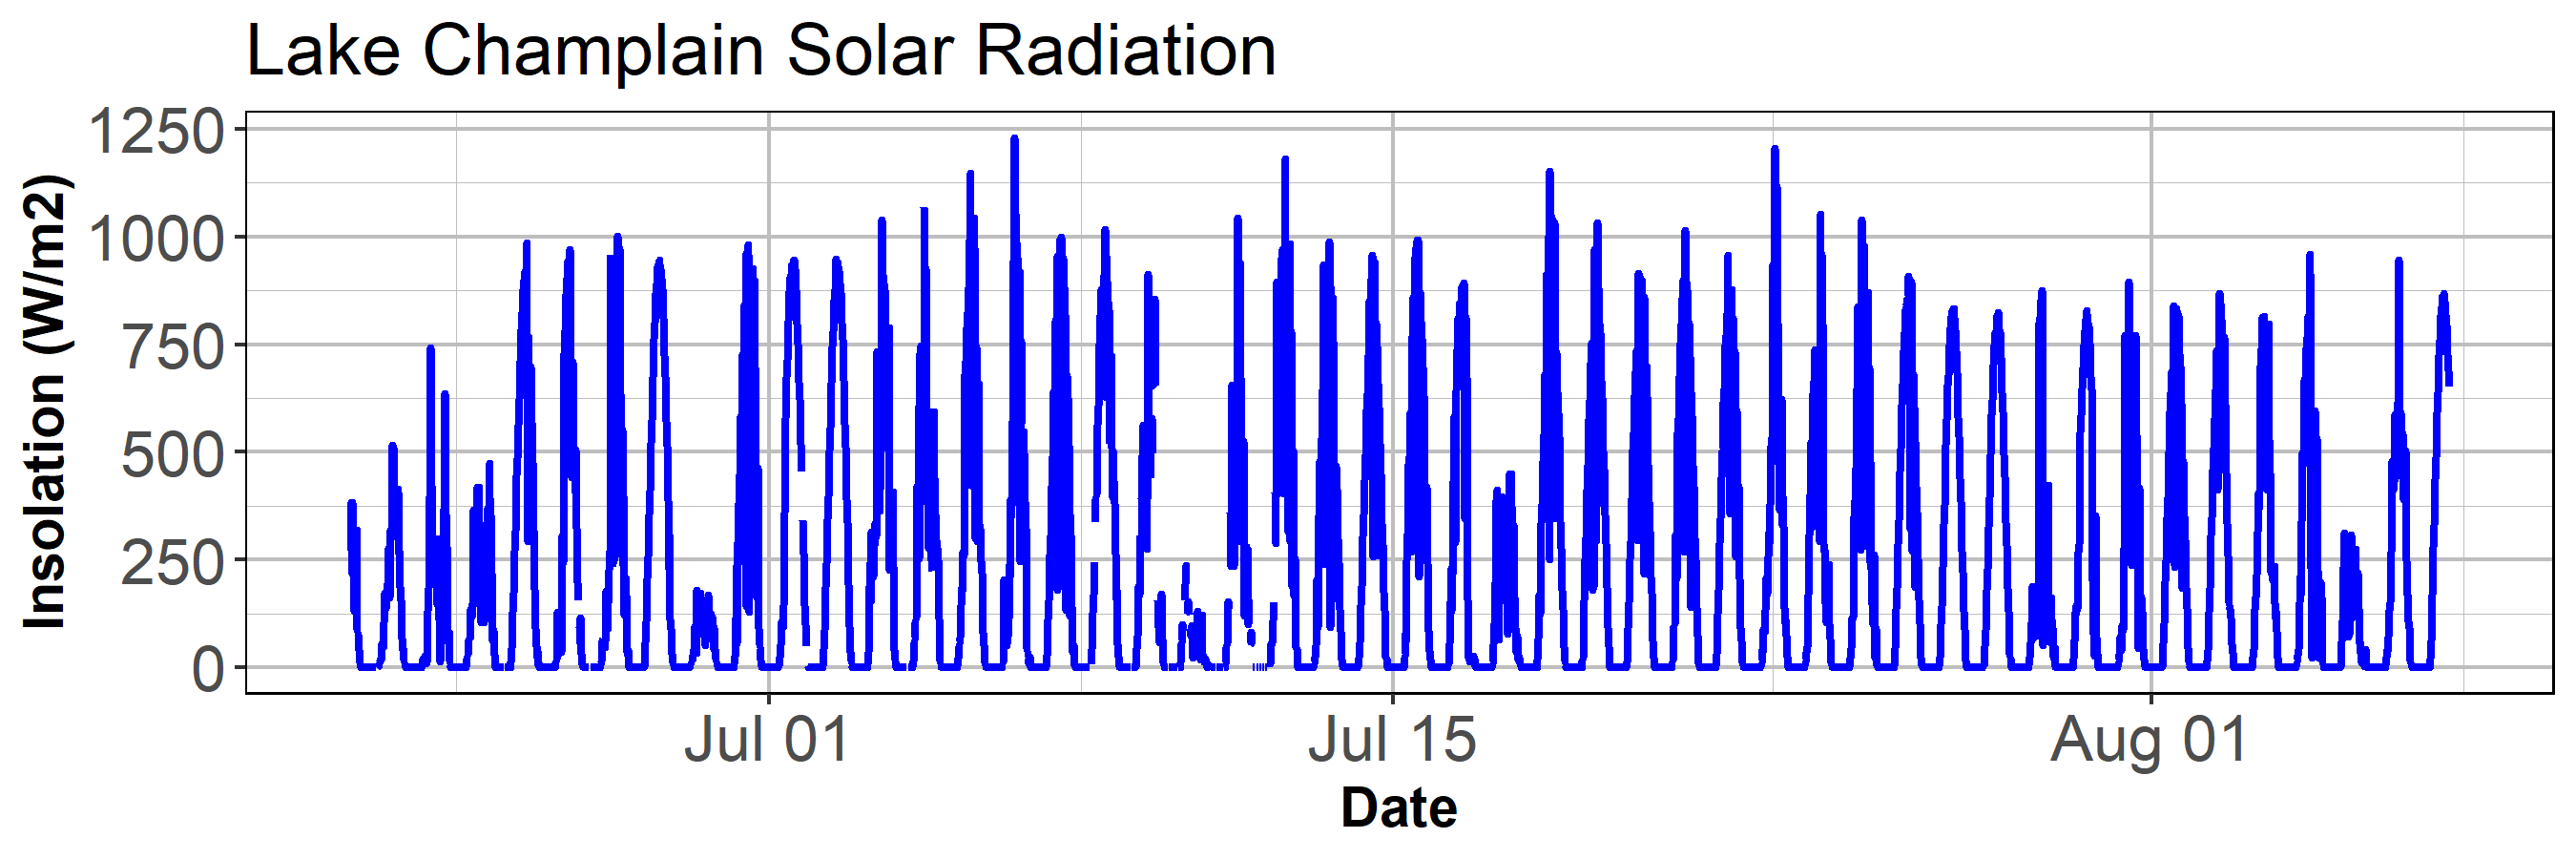 Lake Champlain Solar Radiation
Insolation (W/m2)
1250
1000
750
500
250
0
Jul 01 Jul 15 Aug 01
Date